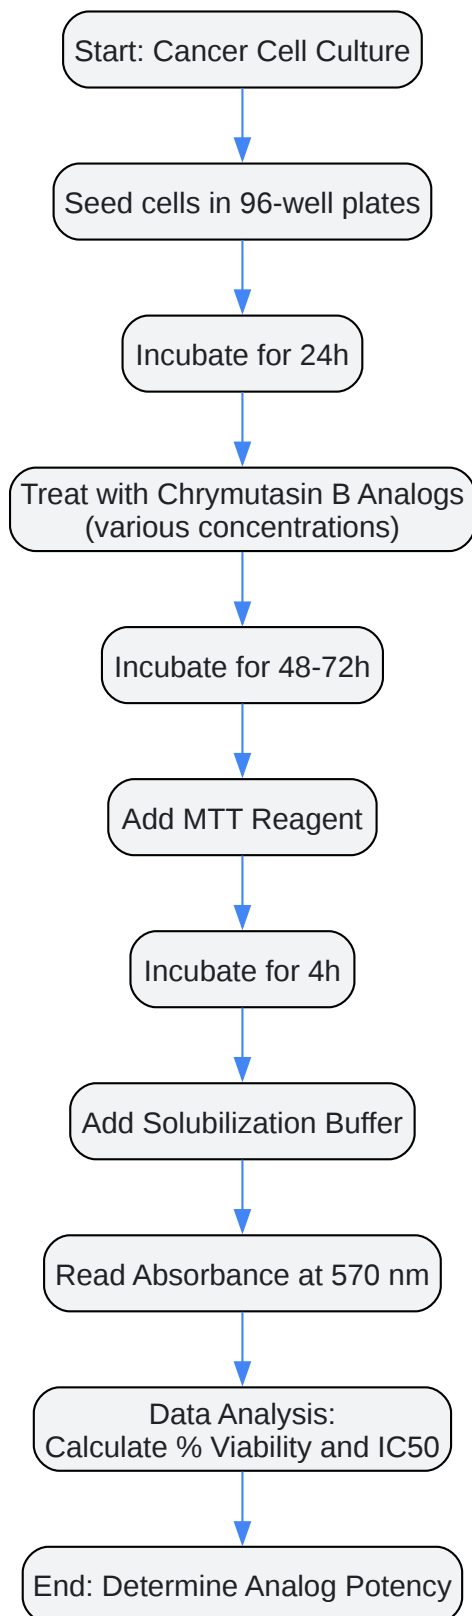 Start: Cancer Cell Culture
Seed cells in 96-well plates
Incubate for 24h
Treat with Chrymutasin B Analogs
(various concentrations)
Incubate for 48-72h
Add MTT Reagent
Incubate for 4h
Add Solubilization Buffer
Read Absorbance at 570 nm
Data Analysis:
Calculate % Viability and IC50
End: Determine Analog Potency